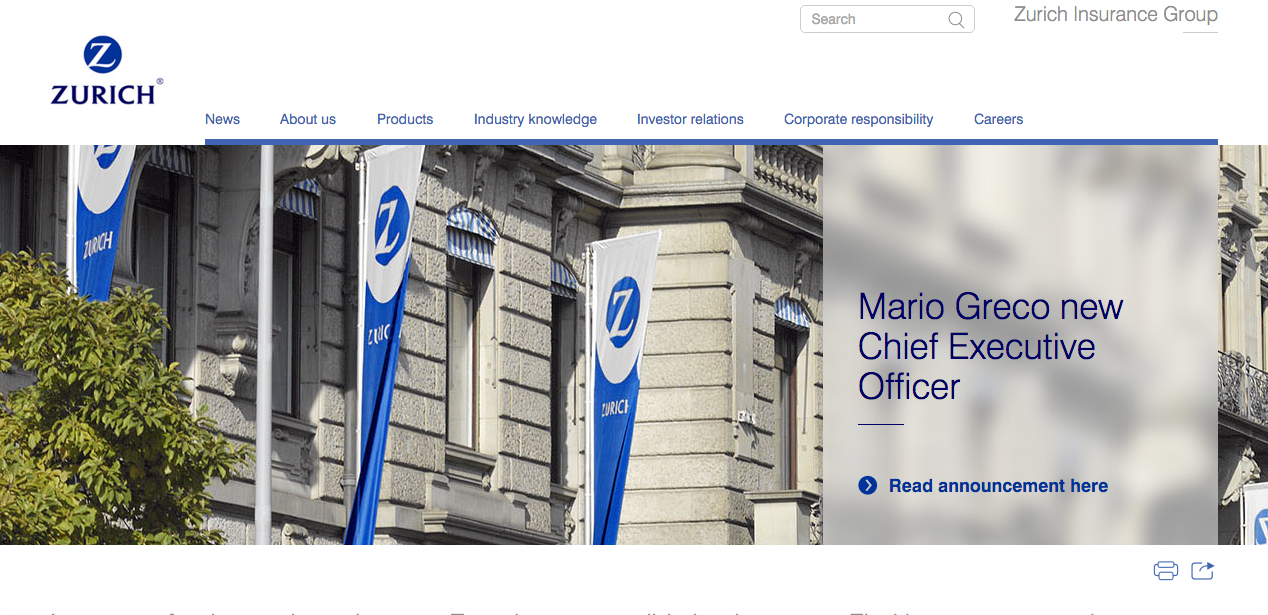 Search
Zurich Insurance Group
Z
ZURICH®
News
About us
Products
Industry knowledge
Investor relations
Corporate responsibility
Careers
Z
ZURICH
Z
ZURICH
Z
ZURICH
Mario Greco new
Chief Executive
Officer
Read announcement here